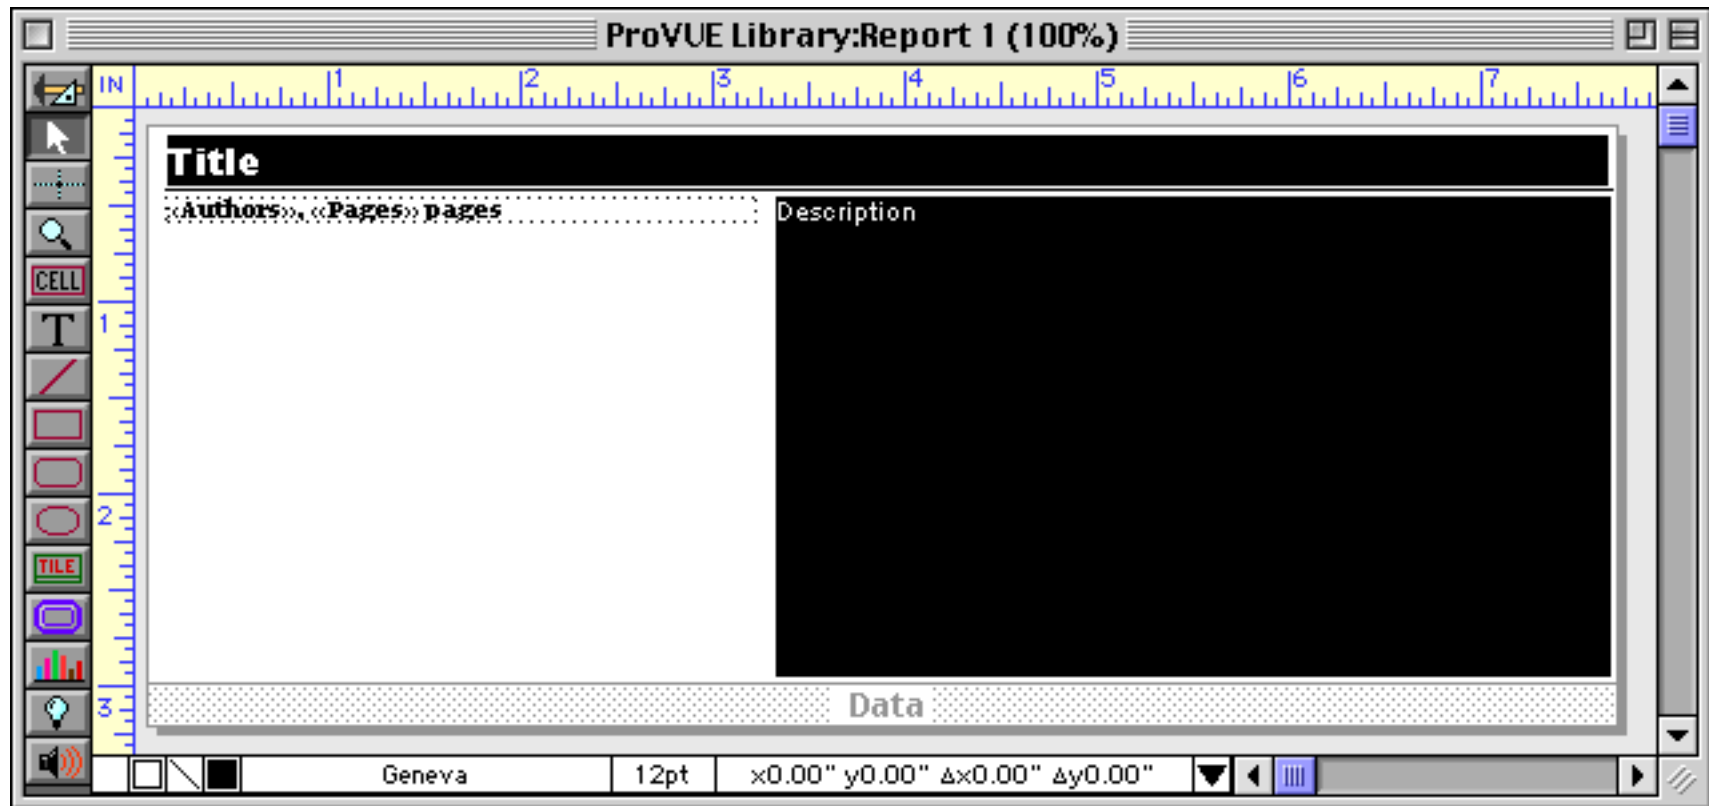 ProVUE Library:Report 1 (100%)
IN 1 2 3 4 5 6 7
Title
«Authors», «Pages» pages
Description
CELL
T
1
2
TILE
3
Data
Geneva 12pt x0.00" y0.00" Δx0.00" Δy0.00"